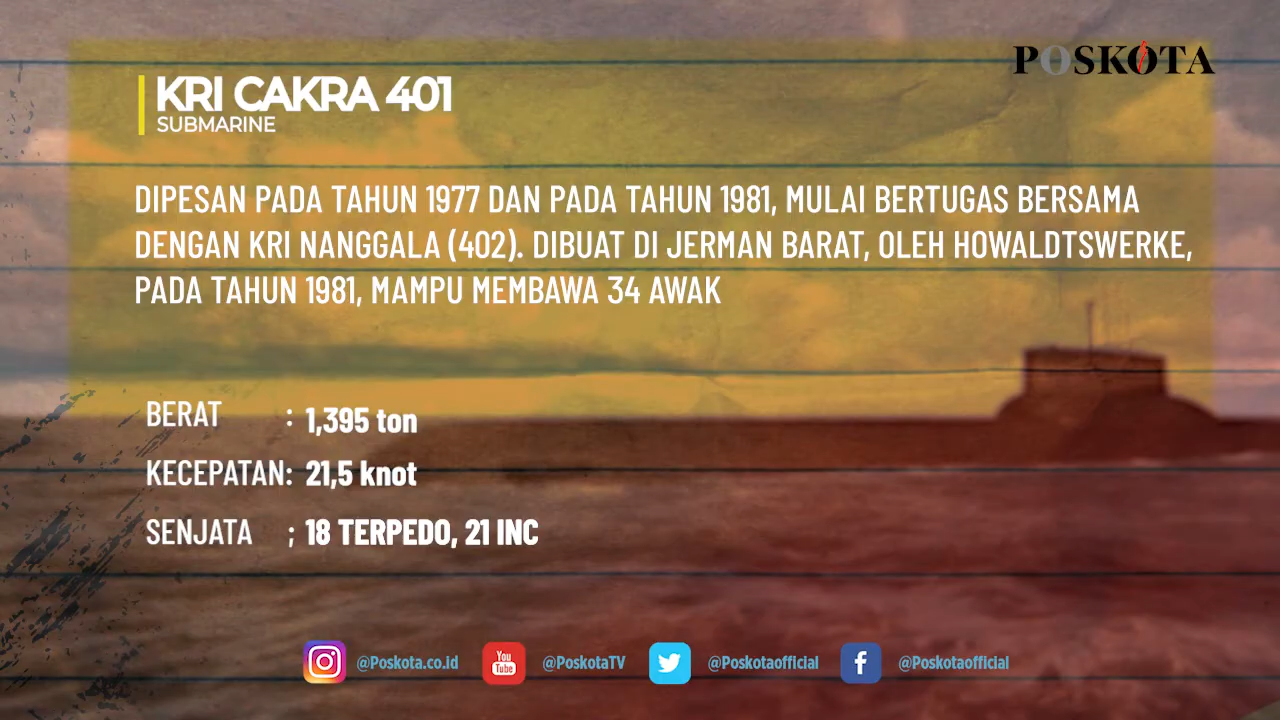 POSKOTA
KRI CAKRA 401
SUBMARINE
DIPESAN PADA TAHUN 1977 DAN PADA TAHUN 1981, MULAI BERTUGAS BERSAMA
DENGAN KRI NANGGALA (402). DIBUAT DI JERMAN BARAT, OLEH HOWALDTSWERKE,
PADA TAHUN 1981, MAMPU MEMBAWA 34 AWAK
BERAT : 1,395 ton
KECEPATAN: 21,5 knot
SENJATA ; 18 TERPEDO, 21 INC
@Poskota.co.id You Tube @PoskotaTV @Poskotaofficial @Poskotaofficial